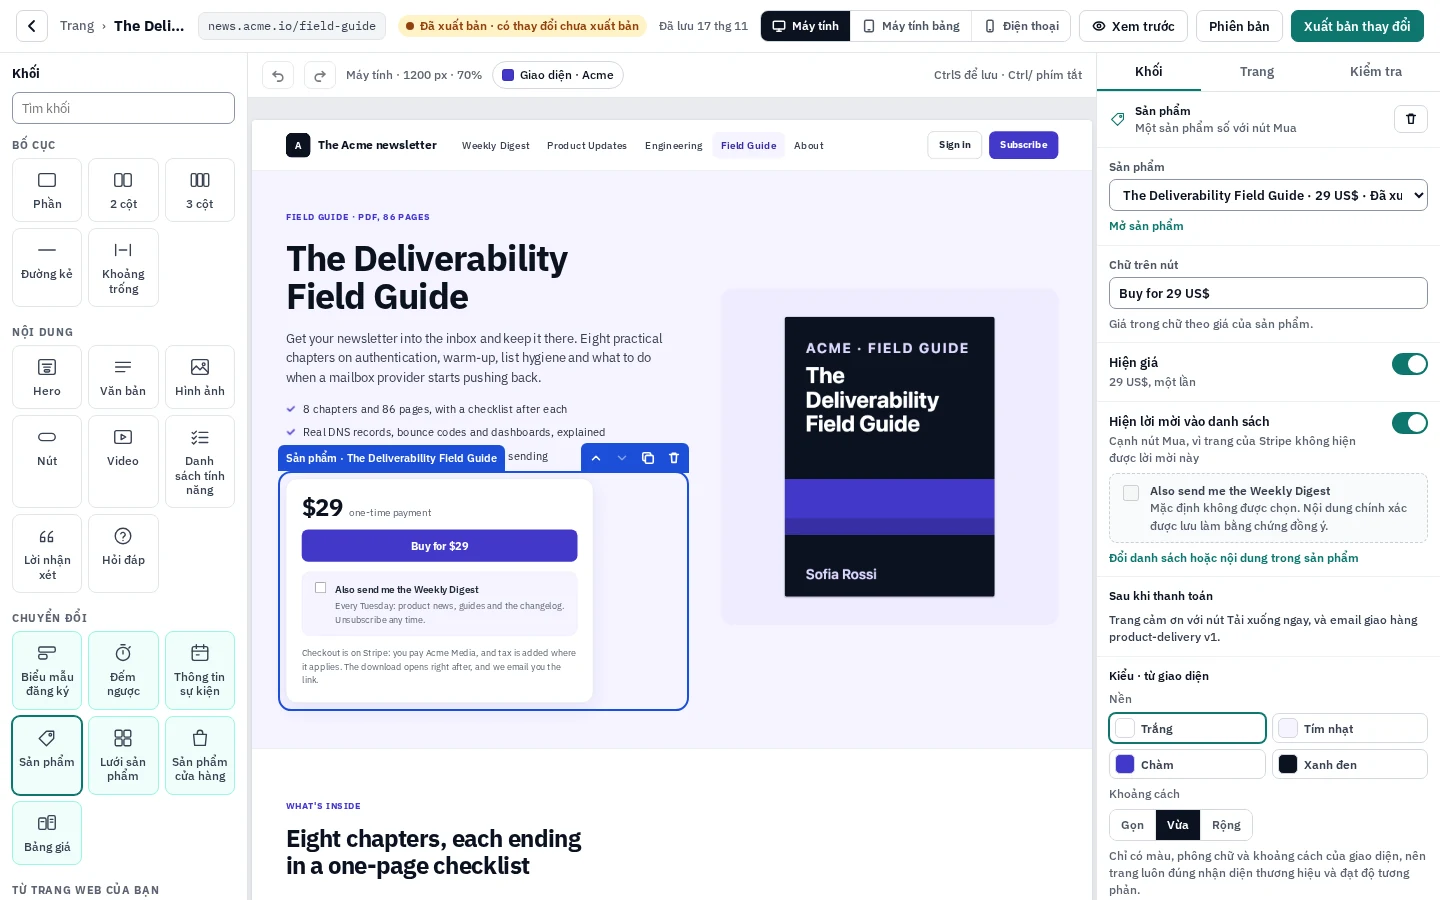 Trang › The Deli...
news.acme.io/field-guide
Đã xuất bản · có thay đổi chưa xuất bản
Đã lưu 17 thg 11
Máy tính
Máy tính bảng
Điện thoại
Xem trước
Phiên bản
Xuất bản thay đổi
Khối
Tìm khối
BỐ CỤC
Phần
2 cột
3 cột
Đường kẻ
Khoảng
trống
NỘI DUNG
Hero
Văn bản
Hình ảnh
Nút
Video
Danh
sách tính
năng
Lời nhận
xét
Hỏi đáp
CHUYỂN ĐỔI
Biểu mẫu
đăng ký
Đếm
ngược
Thông tin
sự kiện
Sản phẩm
Lưới sản
phẩm
Sản phẩm
cửa hàng
Bảng giá
TỪ TRANG WEB CỦA BẠN
Máy tính · 1200 px · 70%
Giao diện · Acme
CtrlS để lưu · Ctrl/ phím tắt
A
The Acme newsletter
Weekly Digest
Product Updates
Engineering
Field Guide
About
Sign in
Subscribe
FIELD GUIDE · PDF, 86 PAGES
The Deliverability
Field Guide
Get your newsletter into the inbox and keep it there. Eight practical
chapters on authentication, warm-up, list hygiene and what to do
when a mailbox provider starts pushing back.
8 chapters and 86 pages, with a checklist after each
Real DNS records, bounce codes and dashboards, explained
sending
Sản phẩm · The Deliverability Field Guide
$29 one-time payment
Buy for $29
Also send me the Weekly Digest
Every Tuesday: product news, guides and the changelog.
Unsubscribe any time.
Checkout is on Stripe: you pay Acme Media, and tax is added where
it applies. The download opens right after, and we email you the
link.
ACME · FIELD GUIDE
The
Deliverability
Field Guide
Sofia Rossi
WHAT'S INSIDE
Eight chapters, each ending
in a one-page checklist
Khối
Trang
Kiểm tra
Sản phẩm
Một sản phẩm số với nút Mua
Sản phẩm
The Deliverability Field Guide · 29 US$ · Đã xu
Mở sản phẩm
Chữ trên nút
Buy for 29 US$
Giá trong chữ theo giá của sản phẩm.
Hiện giá
29 US$, một lần
Hiện lời mời vào danh sách
Cạnh nút Mua, vì trang của Stripe không hiện
được lời mời này
Also send me the Weekly Digest
Mặc định không được chọn. Nội dung chính xác
được lưu làm bằng chứng đồng ý.
Đổi danh sách hoặc nội dung trong sản phẩm
Sau khi thanh toán
Trang cảm ơn với nút Tải xuống ngay, và email giao hàng
product-delivery v1.
Kiểu · từ giao diện
Nền
Trắng
Tím nhạt
Chàm
Xanh đen
Khoảng cách
Gọn
Vừa
Rộng
Chỉ có màu, phông chữ và khoảng cách của giao diện, nên
trang luôn đúng nhận diện thương hiệu và đạt độ tương
phản.